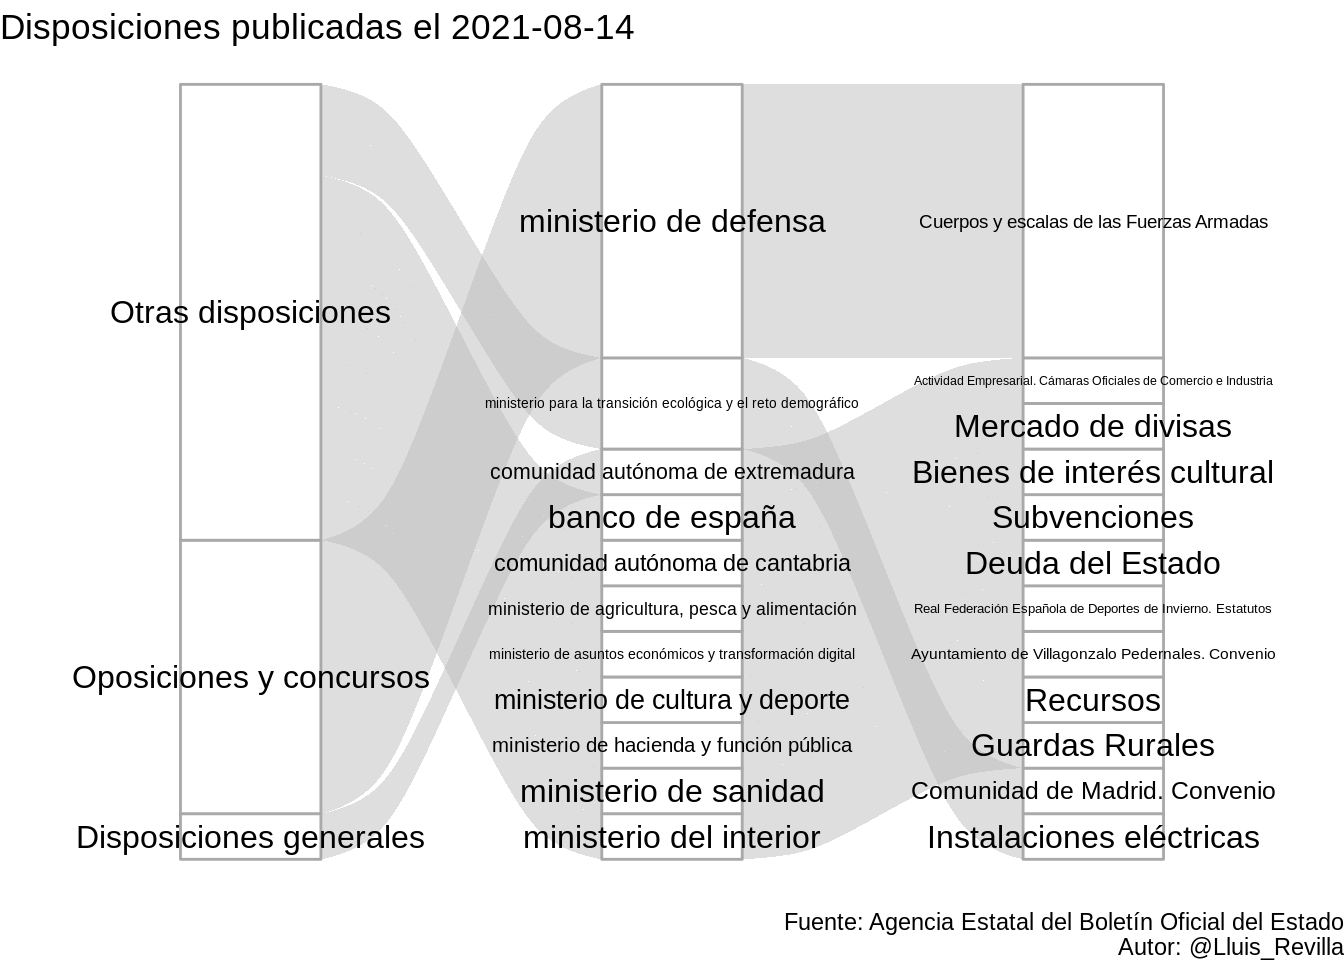 Disposiciones publicadas el 2021-08-14
Otras disposiciones
Oposiciones y concursos
Disposiciones generales
ministerio de defensa
ministerio para la transición ecológica y el reto demográfico
comunidad autónoma de extremadura
banco de españa
comunidad autónoma de cantabria
ministerio de agricultura, pesca y alimentación
ministerio de asuntos económicos y transformación digital
ministerio de cultura y deporte
ministerio de hacienda y función pública
ministerio de sanidad
ministerio del interior
Cuerpos y escalas de las Fuerzas Armadas
Actividad Empresarial. Cámaras Oficiales de Comercio e Industria
Mercado de divisas
Bienes de interés cultural
Subvenciones
Deuda del Estado
Real Federación Española de Deportes de Invierno. Estatutos
Ayuntamiento de Villagonzalo Pedernales. Convenio
Recursos
Guardas Rurales
Comunidad de Madrid. Convenio
Instalaciones eléctricas
Fuente: Agencia Estatal del Boletín Oficial del Estado
Autor: @Lluis_Revilla